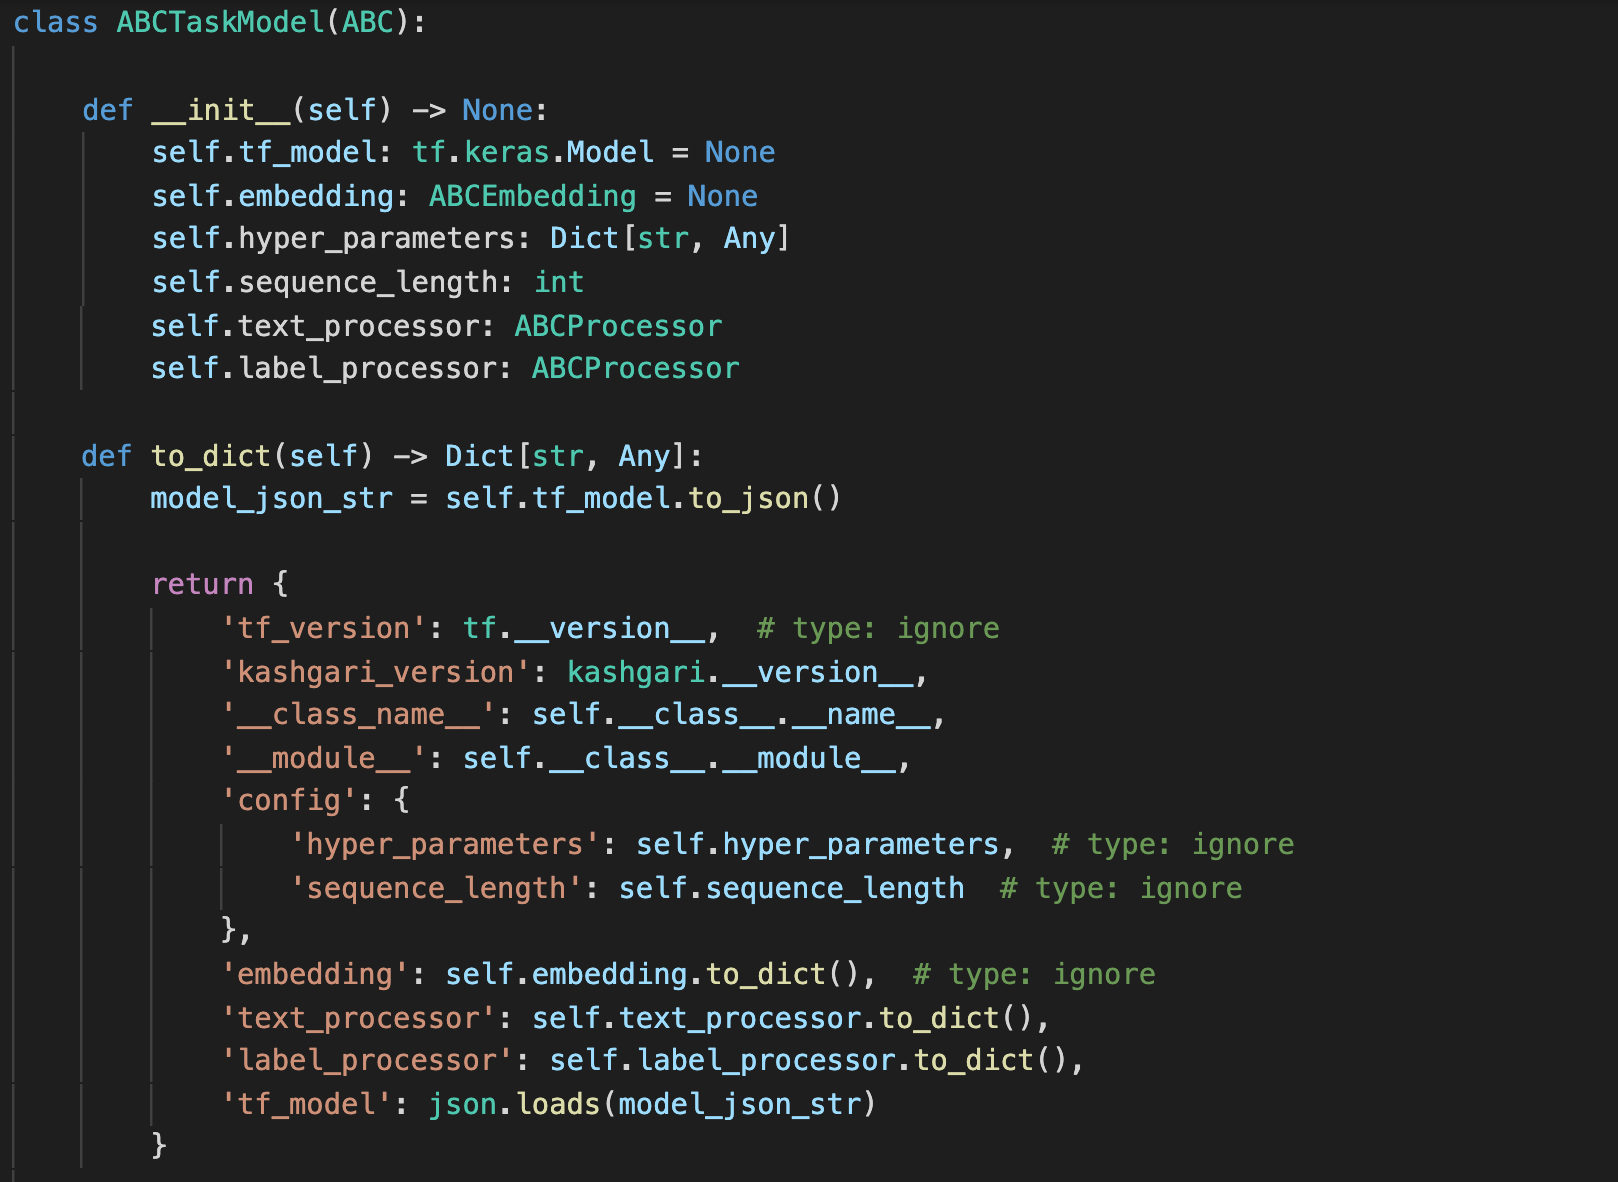 class ABCTaskModel(ABC):
    def __init__(self) -> None:
        self.tf_model: tf.keras.Model = None
        self.embedding: ABCEmbedding = None
        self.hyper_parameters: Dict[str, Any]
        self.sequence_length: int
        self.text_processor: ABCProcessor
        self.label_processor: ABCProcessor
    def to_dict(self) -> Dict[str, Any]:
        model_json_str = self.tf_model.to_json()
        return {
            'tf_version': tf.__version__,  # type: ignore
            'kashgari_version': kashgari.__version__,
            '__class_name__': self.__class__.__name__,
            '__module__': self.__class__.__module__,
            'config': {
                'hyper_parameters': self.hyper_parameters,  # type: ignore
                'sequence_length': self.sequence_length  # type: ignore
            },
            'embedding': self.embedding.to_dict(),  # type: ignore
            'text_processor': self.text_processor.to_dict(),
            'label_processor': self.label_processor.to_dict(),
            'tf_model': json.loads(model_json_str)
        }